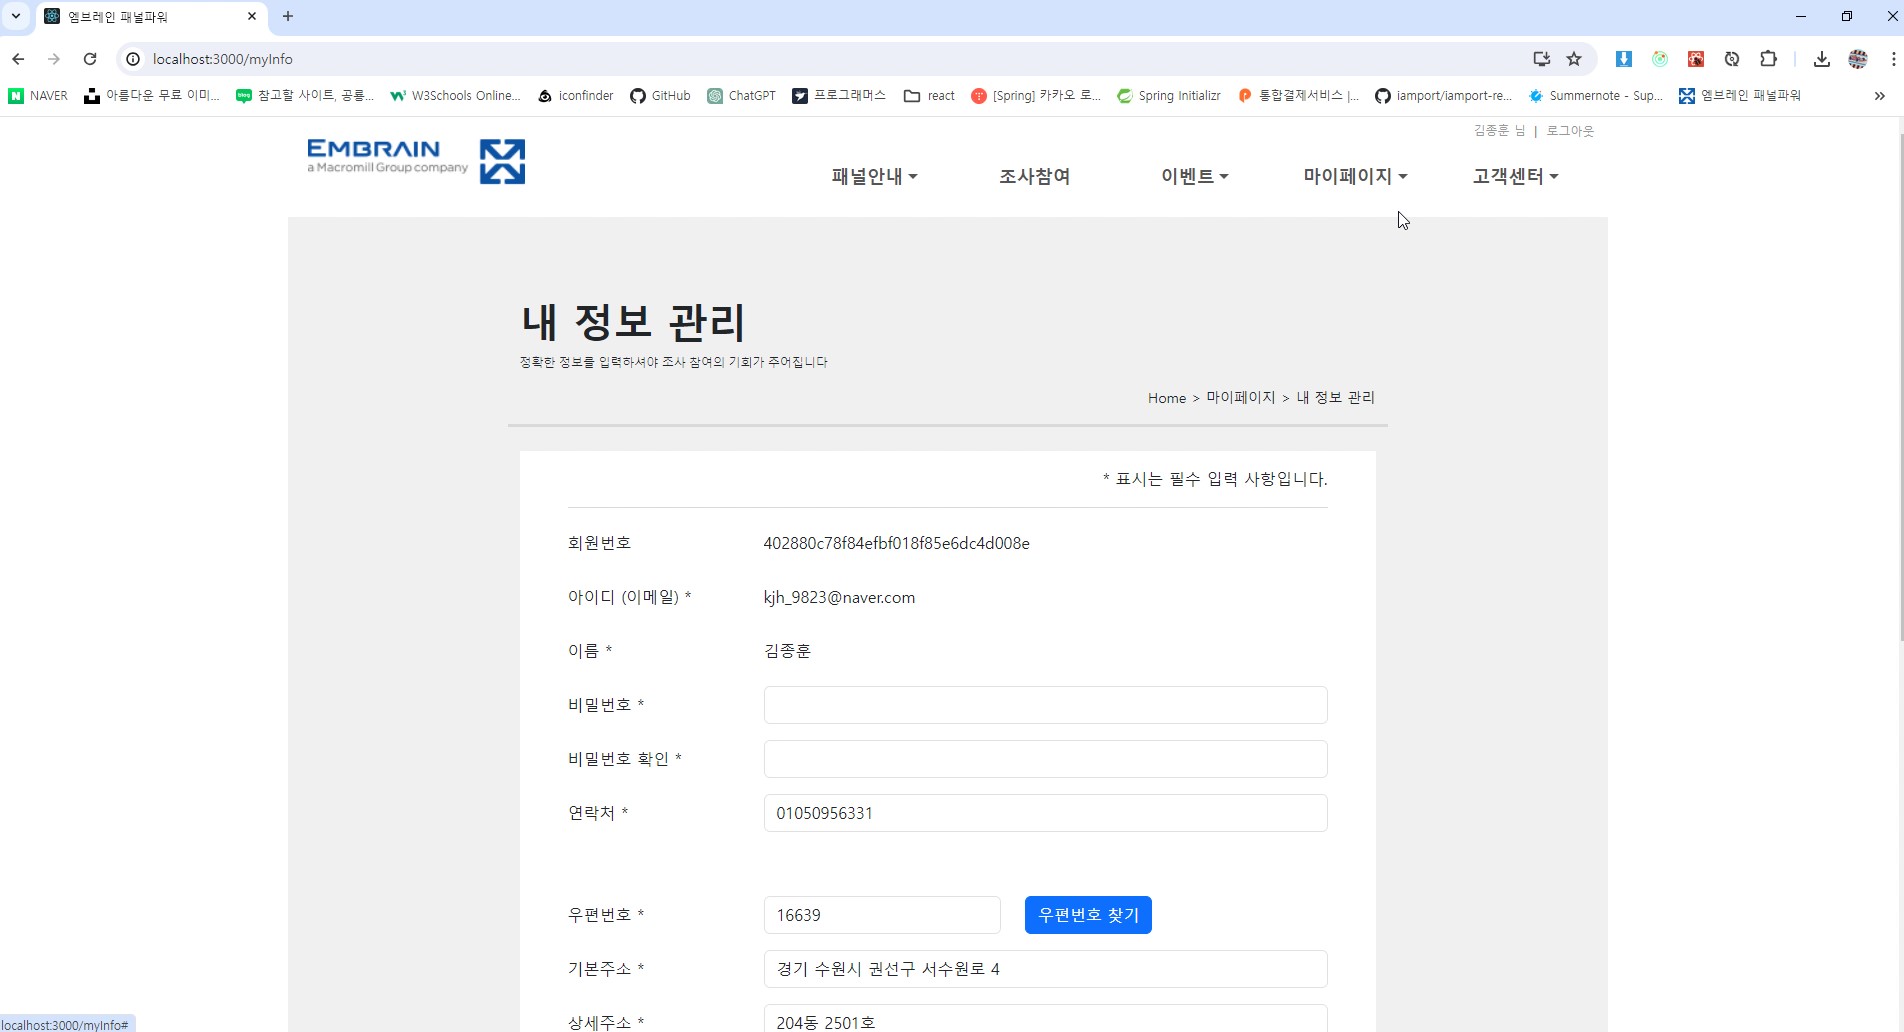 엠브레인 패널파워
localhost:3000/myInfo
NAVER 아름다운 무료 이미... 참고할 사이트, 공룡... W3Schools Online... iconfinder GitHub ChatGPT 프로그래머스 react [Spring] 카카오 로... Spring Initializr 통합결제서비스 |... iamport/iamport-re... Summernote - Sup... 엠브레인 패널파워
김종훈 님 | 로그아웃
EMBRAIN
a Macromill Group company
패널안내 조사참여 이벤트 마이페이지 고객센터
내 정보 관리
정확한 정보를 입력하셔야 조사 참여의 기회가 주어집니다
Home > 마이페이지 > 내 정보 관리
* 표시는 필수 입력 사항입니다.
회원번호 402880c78f84efbf018f85e6dc4d008e
아이디 (이메일) * kjh_9823@naver.com
이름 * 김종훈
비밀번호 *
비밀번호 확인 *
연락처 * 01050956331
우편번호 * 16639 우편번호 찾기
기본주소 * 경기 수원시 권선구 서수원로 4
상세주소 * 204동 2501호
localhost:3000/myInfo#